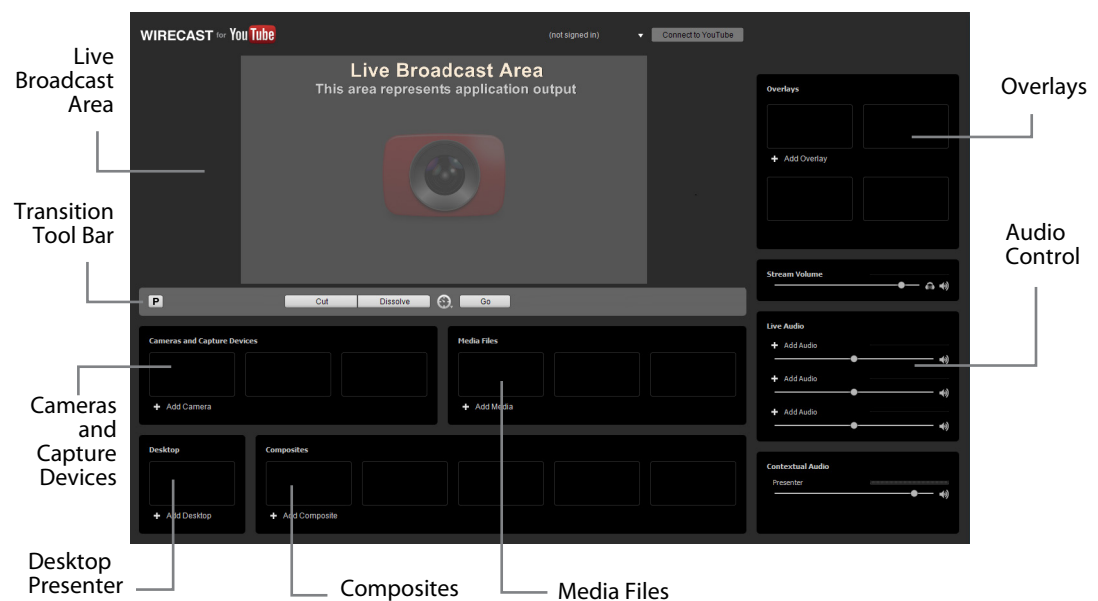 WIRECAST for YouTube
(not signed in)
Connect to YouTube
Live Broadcast Area
This area represents application output
P
Cut
Dissolve
Go
Cameras and Capture Devices
+ Add Camera
Media Files
+ Add Media
Desktop
+ Add Desktop
Composites
+ Add Composite
Overlays
+ Add Overlay
Stream Volume
Live Audio
+ Add Audio
+ Add Audio
+ Add Audio
Contextual Audio
Presenter
Live
Broadcast
Area
Transition
Tool Bar
Cameras
and
Capture
Devices
Desktop
Presenter
Composites
Media Files
Overlays
Audio
Control